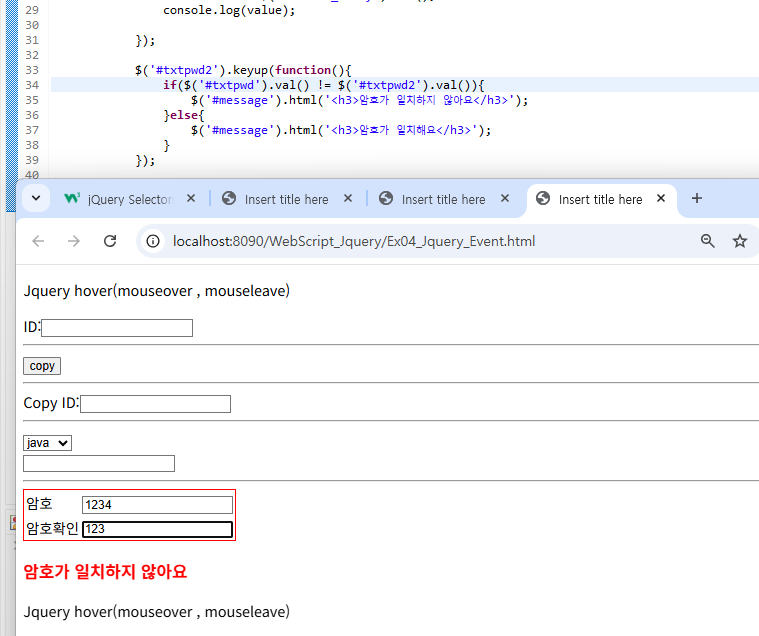 29 console.log(value);
30
31 });
32
33 $('#txtpwd2').keyup(function(){
34 if($('#txtpwd').val() != $('#txtpwd2').val()){
35 $('#message').html('<h3>암호가 일치하지 않아요</h3>');
36 }else{
37 $('#message').html('<h3>암호가 일치해요</h3>');
38 }
39 });
40
jQuery Selector
Insert title here
Insert title here
Insert title here
localhost:8090/WebScript_Jquery/Ex04_Jquery_Event.html
Jquery hover(mouseover , mouseleave)
ID:
copy
Copy ID:
java
암호 1234
암호확인 123
암호가 일치하지 않아요
Jquery hover(mouseover , mouseleave)